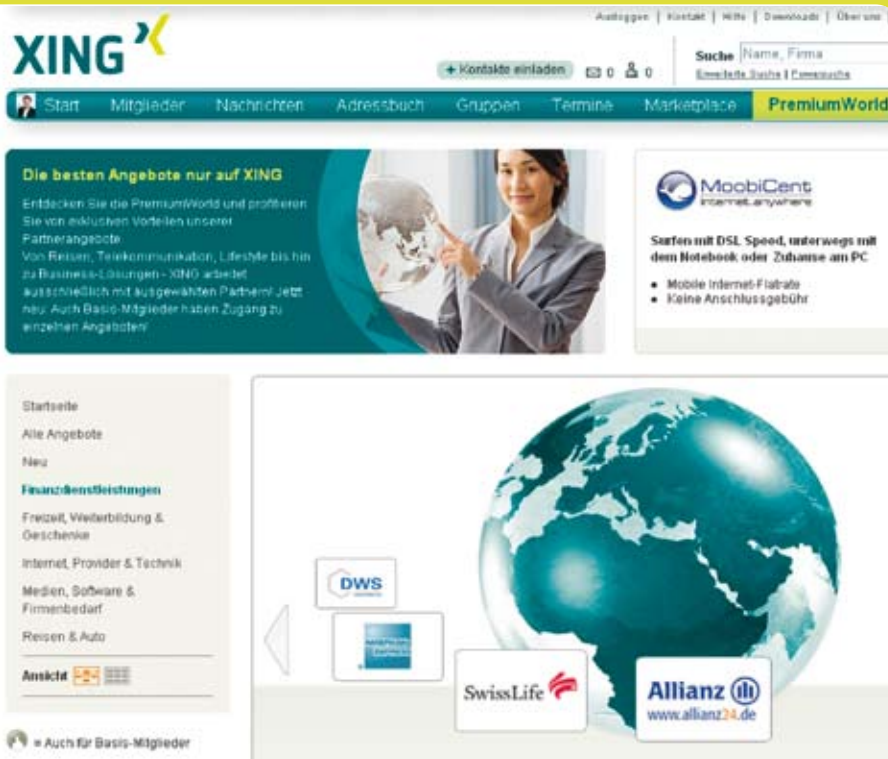 Ausloggen | Kontakt | Hilfe | Downloads | Über uns
XING
+ Kontakte einladen 0 0
Suche Name, Firma
Erweiterte Suche | Powersuche
Start Mitglieder Nachrichten Adressbuch Gruppen Termine Marketplace PremiumWorld
Die besten Angebote nur auf XING
Entdecken Sie die PremiumWorld und profitieren
Sie von exklusiven Vorteilen unserer
Partnerangebote.
Von Reisen, Telekommunikation, Lifestyle bis hin
zu Business-Lösungen - XING arbeitet
ausschließlich mit ausgewählten Partnern! Jetzt
neu: Auch Basis-Mitglieder haben Zugang zu
einzelnen Angeboten!
MoobiCent
internet.anywhere
Surfen mit DSL Speed, unterwegs mit
dem Notebook oder Zuhause am PC
• Mobile Internet-Flatrate
• Keine Anschlussgebühr
Startseite
Alle Angebote
Neu
Finanzdienstleistungen
Freizeit, Weiterbildung &
Geschenke
Internet, Provider & Technik
Medien, Software &
Firmenbedarf
Reisen & Auto
Ansicht
= Auch für Basis-Mitglieder
DWS
AMERICAN EXPRESS
SwissLife
Allianz
www.allianz24.de